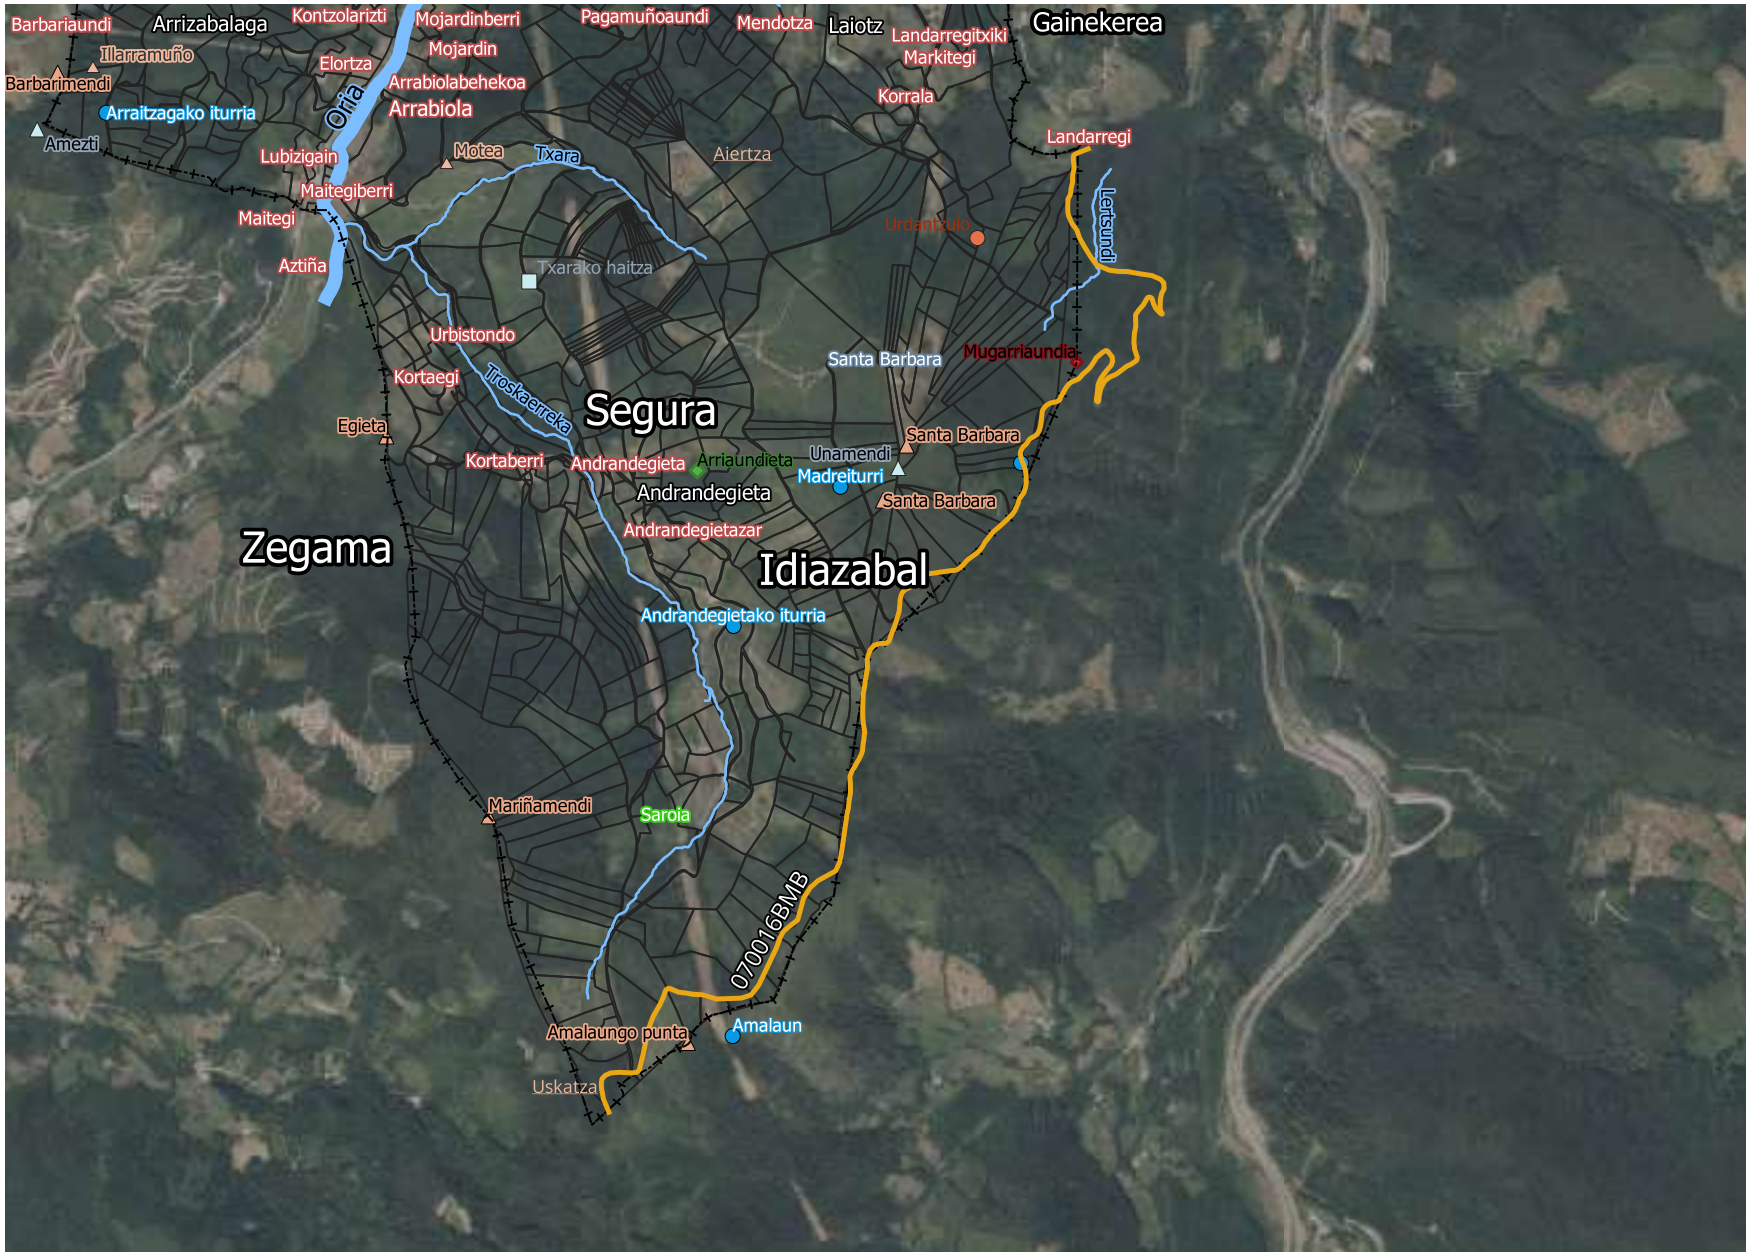 Kontzolarizti
Mojardinberri
Pagamuñoaundi
Mendotza
Laiotz
Gainekerea
Barbariaundi
Arrizabalaga
Landarregitxiki
Mojardin
Markitegi
Illarramuño
Elortza
Barbarimendi
Arrabiolabehekoa
Korrala
Arrabiola
Oria
Arraitzagako iturria
Landarregi
Amezti
Lubizigain
Motea
Txara
Aiertza
Maitegiberri
Maitegi
Urdantzulo
Lertsundi
Aztiña
Txarako haitza
Urbistondo
Santa Barbara
Mugarriaundia
Kortaegi
Troskaerreka
Segura
Egieta
Santa Barbara
Unamendi
Kortaberri
Andrandegieta
Arriaundieta
Madreiturri
Andrandegieta
Santa Barbara
Andrandegietazar
Zegama
Idiazabal
Andrandegietako iturria
Mariñamendi
Saroia
070016BMB
Amalaungo punta
Amalaun
Uskatza